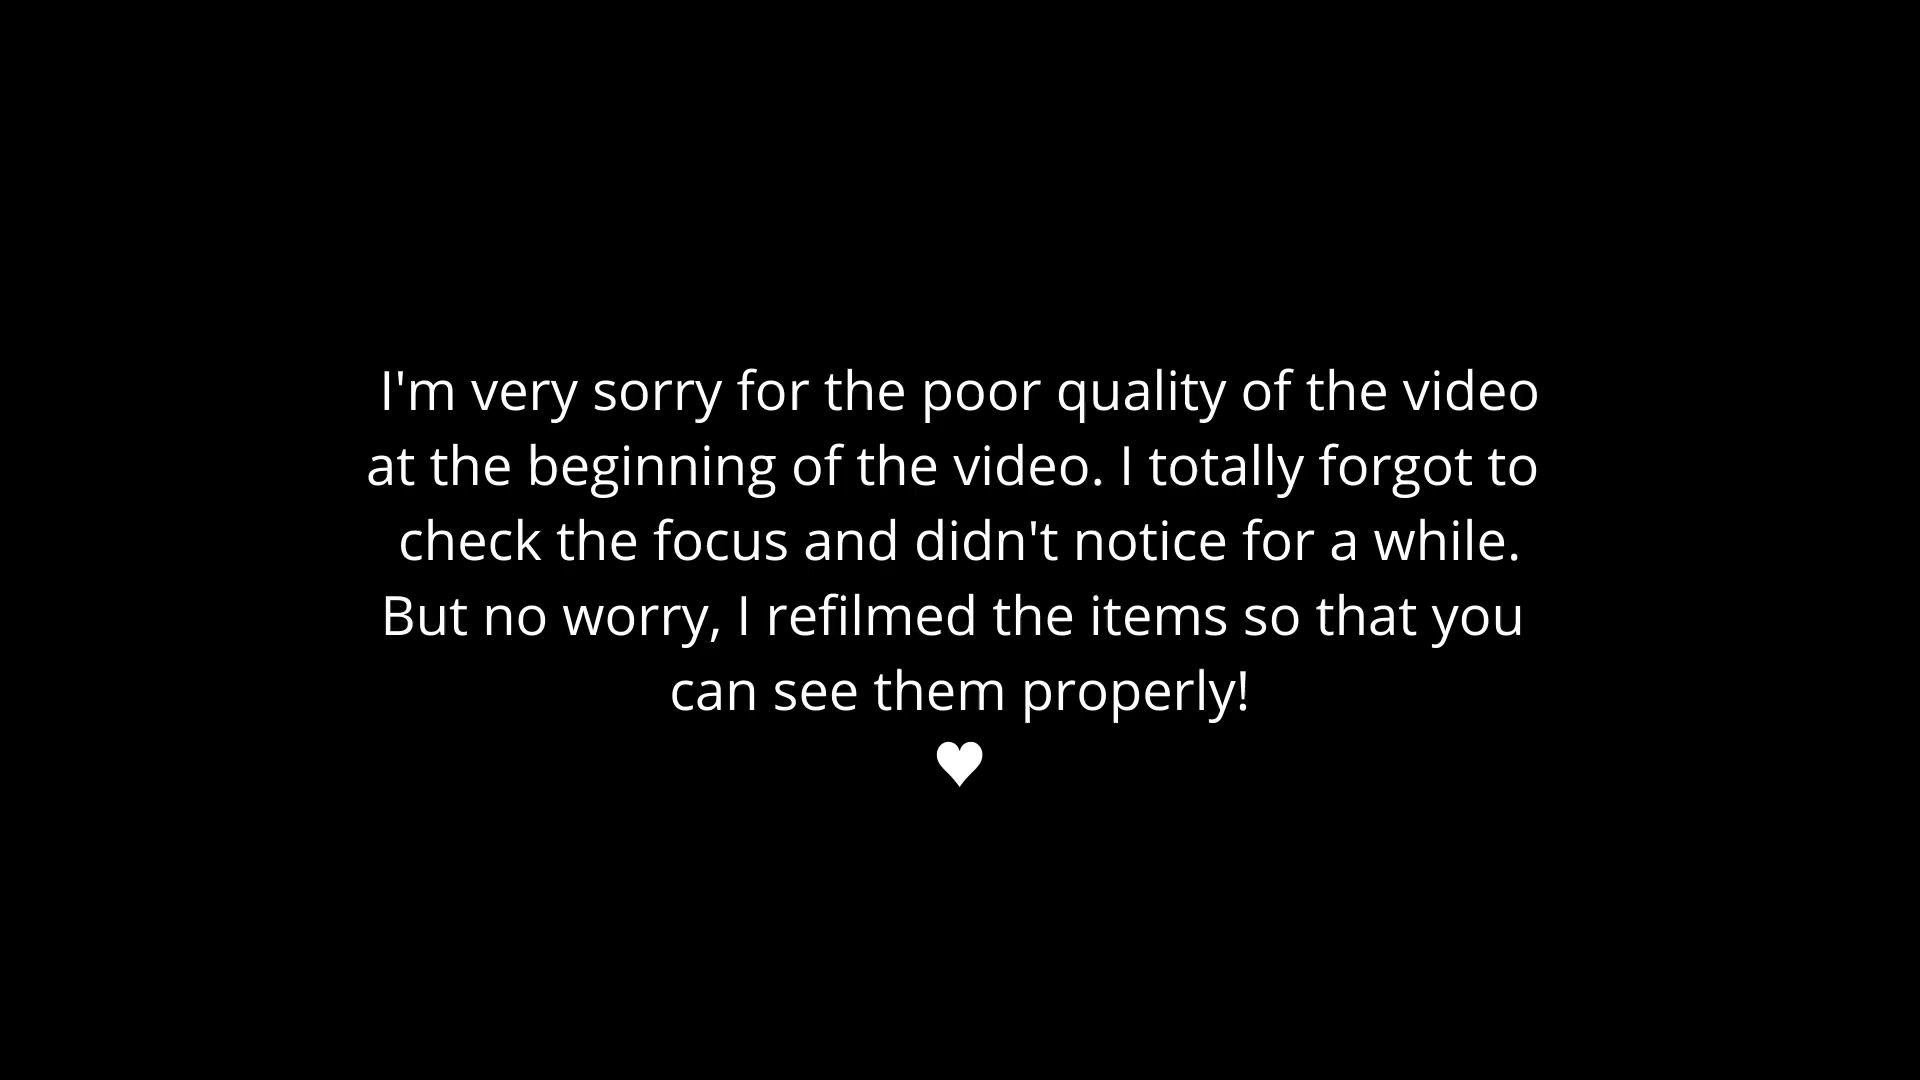 I'm very sorry for the poor quality of the video
at the beginning of the video. I totally forgot to
check the focus and didn't notice for a while.
But no worry, I refilmed the items so that you
can see them properly!
♥